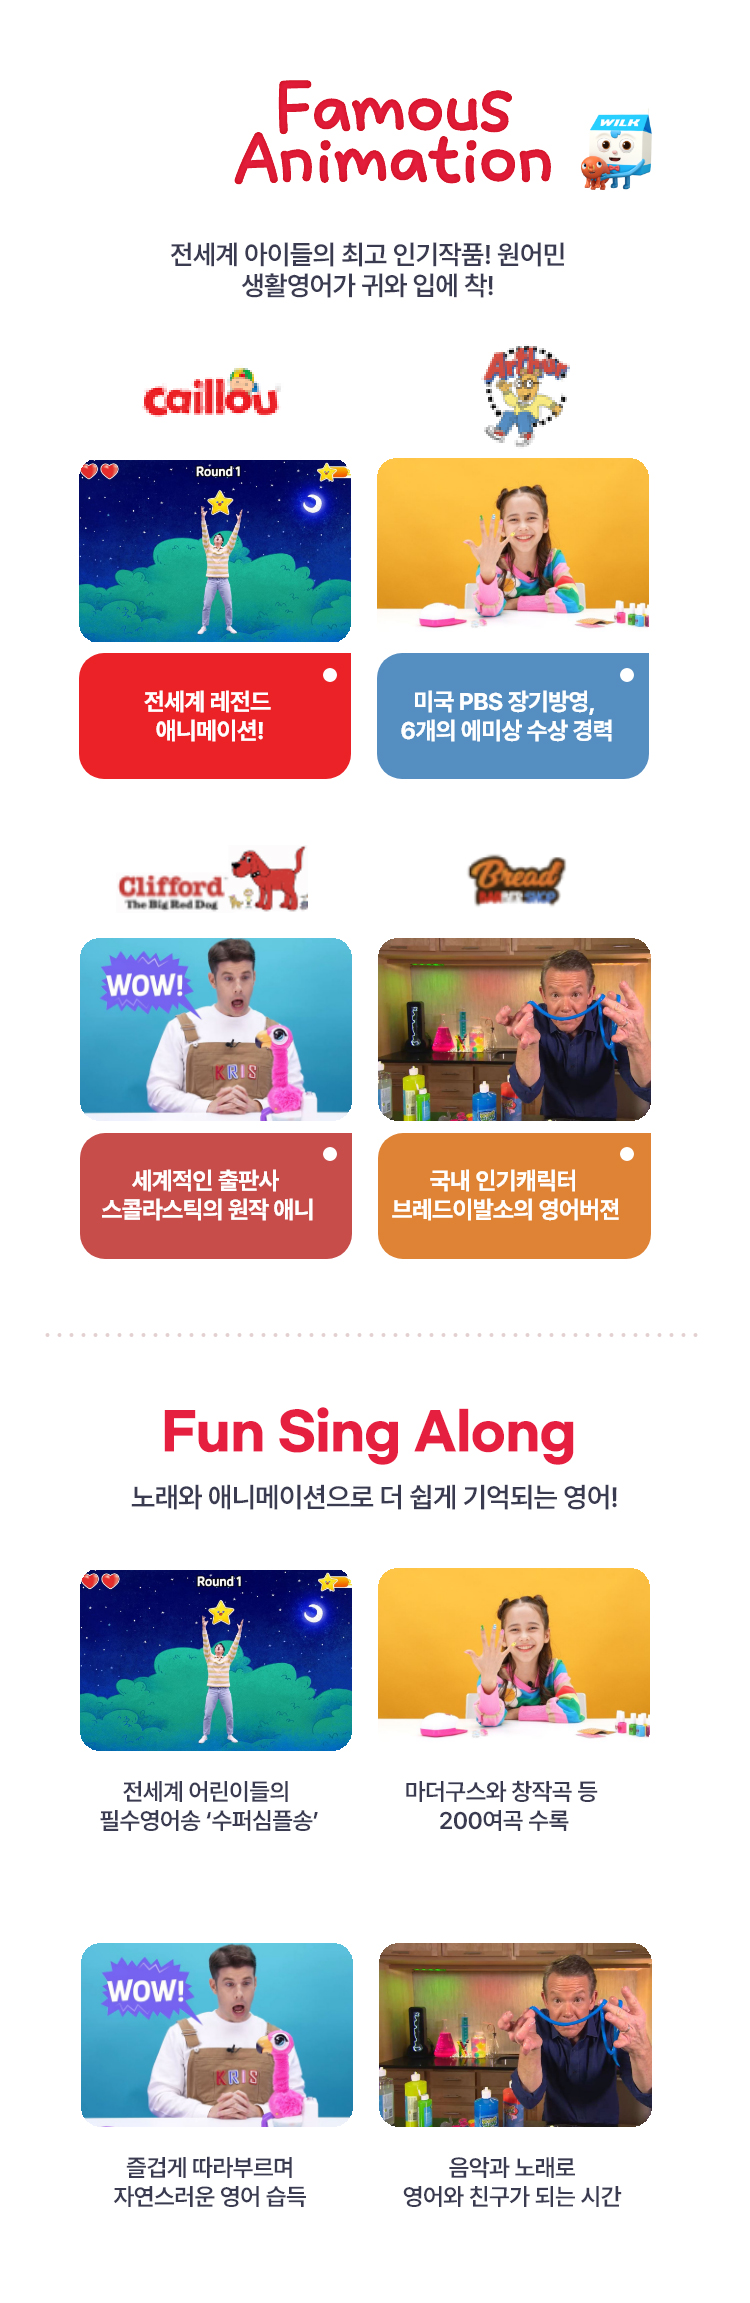 Famous
Animation
WILK
전세계 아이들의 최고 인기작품! 원어민
생활영어가 귀와 입에 착!
caillou
Arthur
Round 1
전세계 레전드
애니메이션!
미국 PBS 장기방영,
6개의 에미상 수상 경력
Clifford
The Big Red Dog
Bread
BARBER SHOP
WOW!
KRIS
세계적인 출판사
스콜라스틱의 원작 애니
국내 인기캐릭터
브레드이발소의 영어버젼
Fun Sing Along
노래와 애니메이션으로 더 쉽게 기억되는 영어!
Round 1
전세계 어린이들의
필수영어송 ‘수퍼심플송’
마더구스와 창작곡 등
200여곡 수록
WOW!
KRIS
즐겁게 따라부르며
자연스러운 영어 습득
음악과 노래로
영어와 친구가 되는 시간